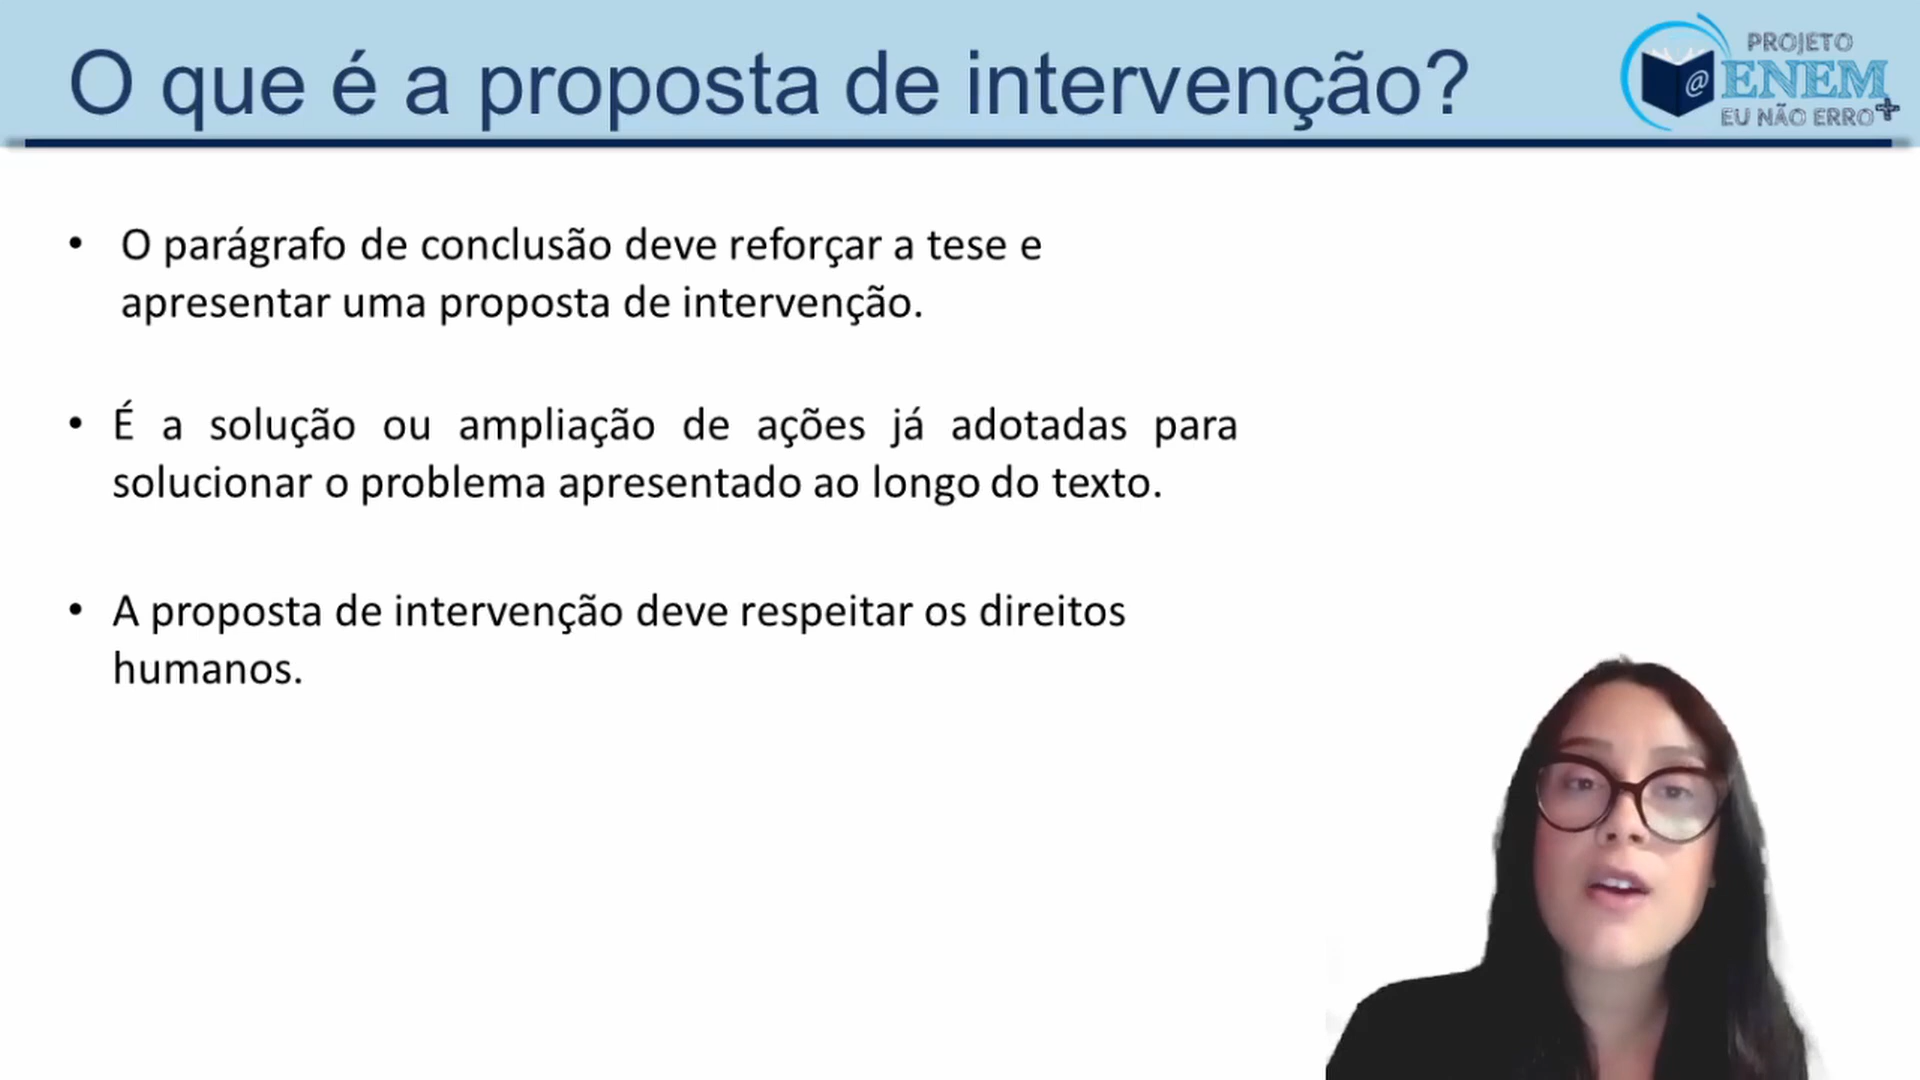 O que é a proposta de intervenção?
PROJETO
@ENEM
EU NÃO ERRO+
• O parágrafo de conclusão deve reforçar a tese e
apresentar uma proposta de intervenção.
• É a solução ou ampliação de ações já adotadas para
solucionar o problema apresentado ao longo do texto.
• A proposta de intervenção deve respeitar os direitos
humanos.